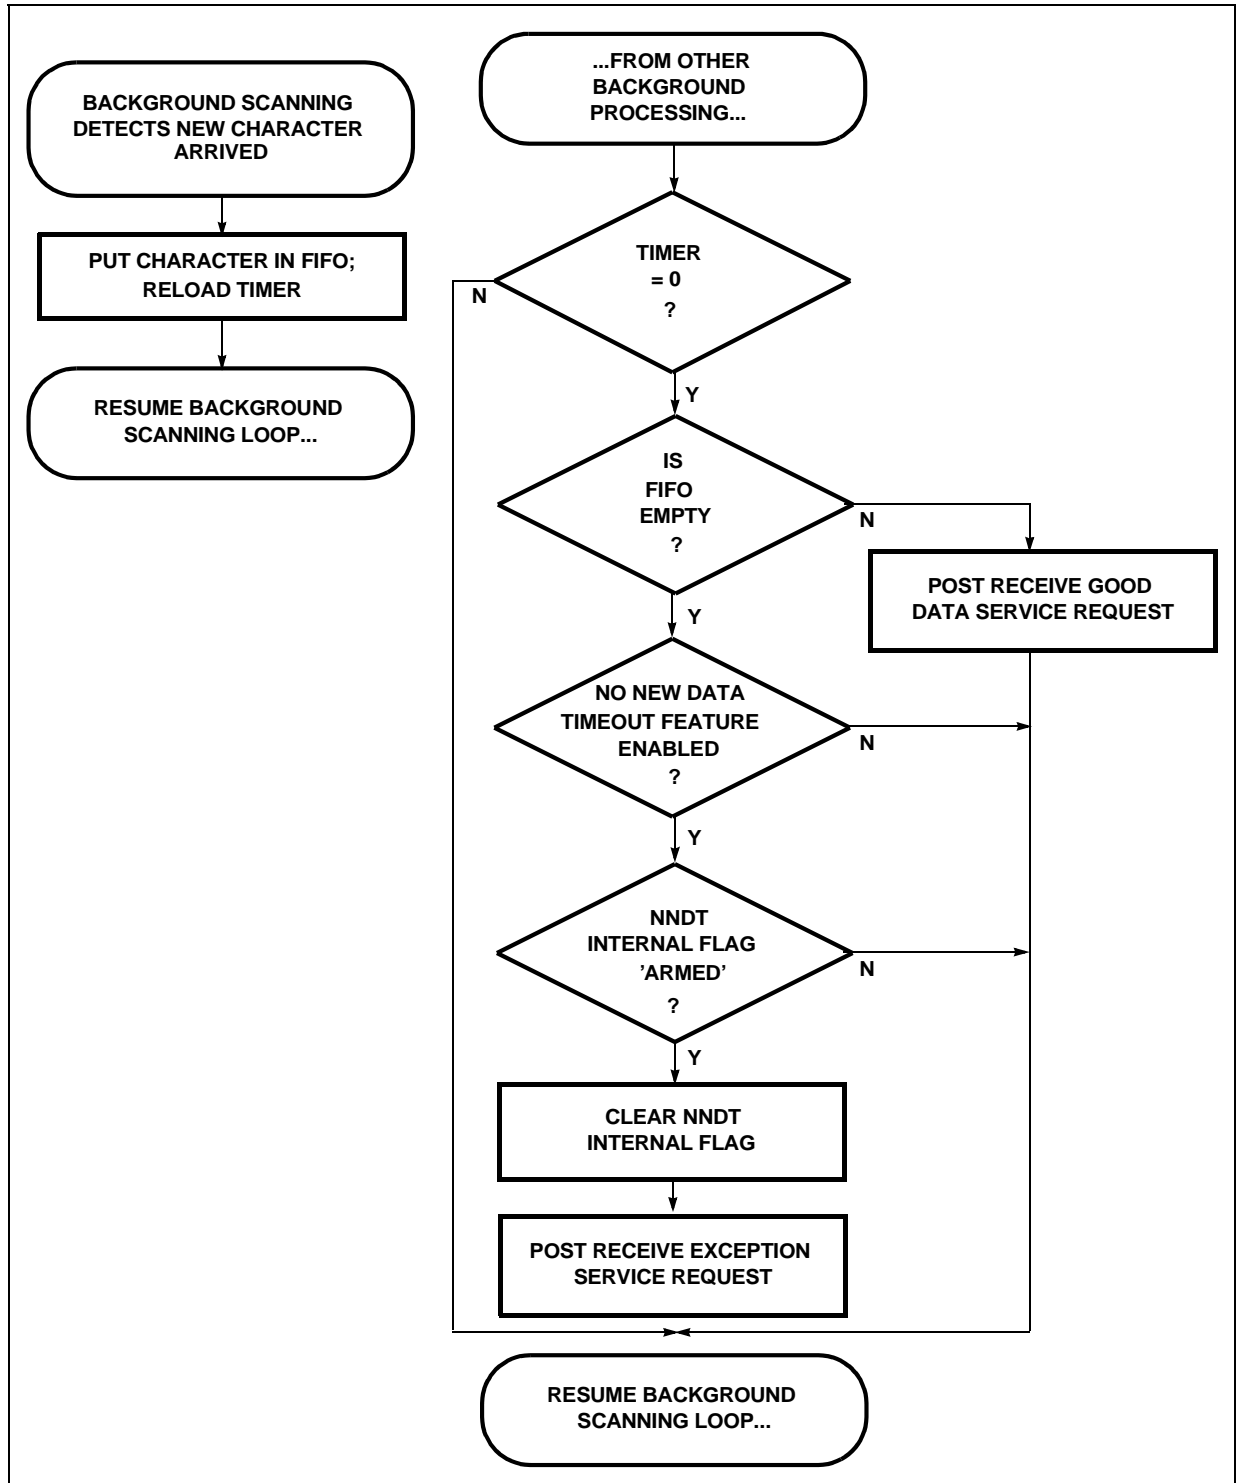 BACKGROUND SCANNING
DETECTS NEW CHARACTER
ARRIVED
PUT CHARACTER IN FIFO;
RELOAD TIMER
RESUME BACKGROUND
SCANNING LOOP...
...FROM OTHER
BACKGROUND
PROCESSING...
TIMER
= 0
?
N
Y
IS
FIFO
EMPTY
?
N
Y
POST RECEIVE GOOD
DATA SERVICE REQUEST
NO NEW DATA
TIMEOUT FEATURE
ENABLED
?
N
Y
NNDT
INTERNAL FLAG
’ARMED’
?
N
Y
CLEAR NNDT
INTERNAL FLAG
POST RECEIVE EXCEPTION
SERVICE REQUEST
RESUME BACKGROUND
SCANNING LOOP...